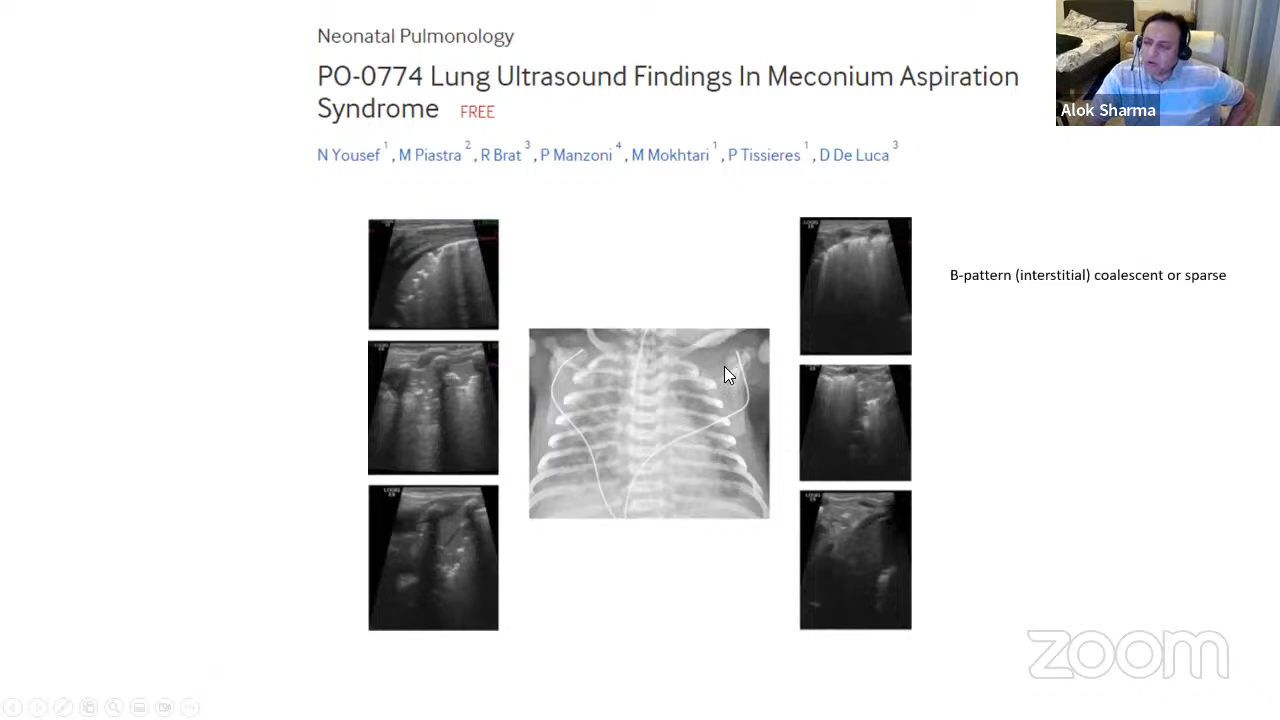 Neonatal Pulmonology
PO-0774 Lung Ultrasound Findings In Meconium Aspiration
Syndrome FREE
N Yousef 1, M Piastra 2, R Brat 3, P Manzoni 4, M Mokhtari 1, P Tissieres 1, D De Luca 3
Alok Sharma
B-pattern (interstitial) coalescent or sparse
zoom